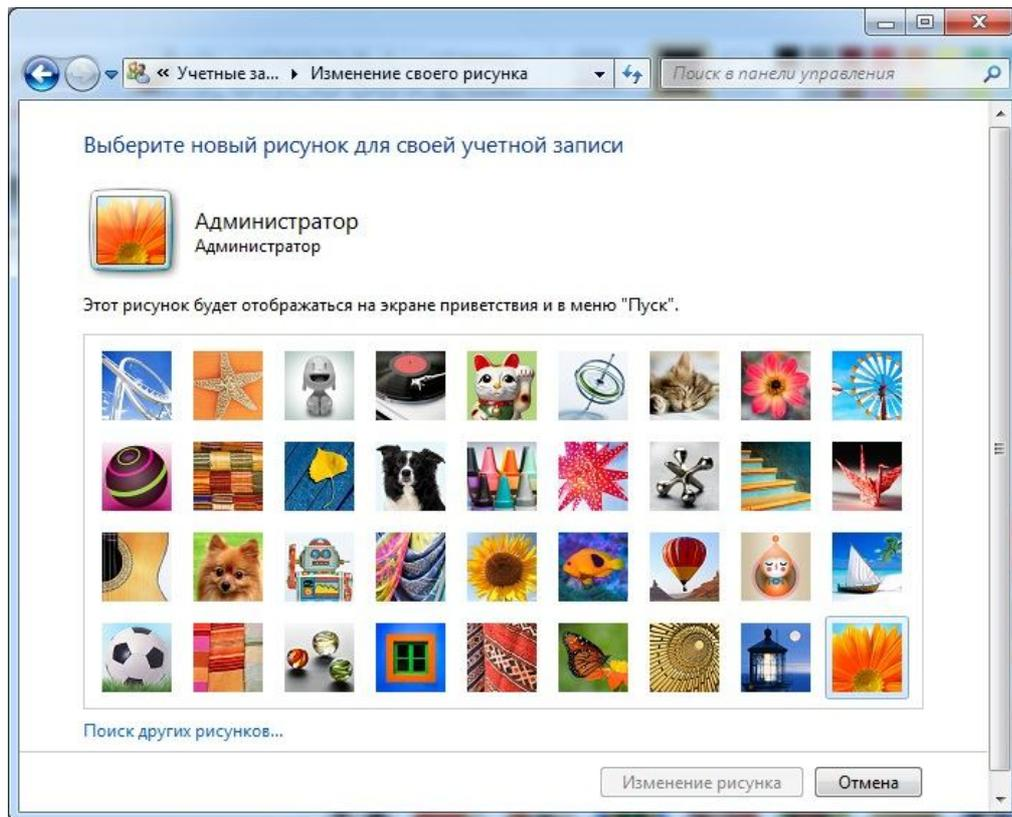 « Учетные за... ▸ Изменение своего рисунка
Поиск в панели управления
Выберите новый рисунок для своей учетной записи
Администратор
Администратор
Этот рисунок будет отображаться на экране приветствия и в меню "Пуск".
Поиск других рисунков...
Изменение рисунка
Отмена